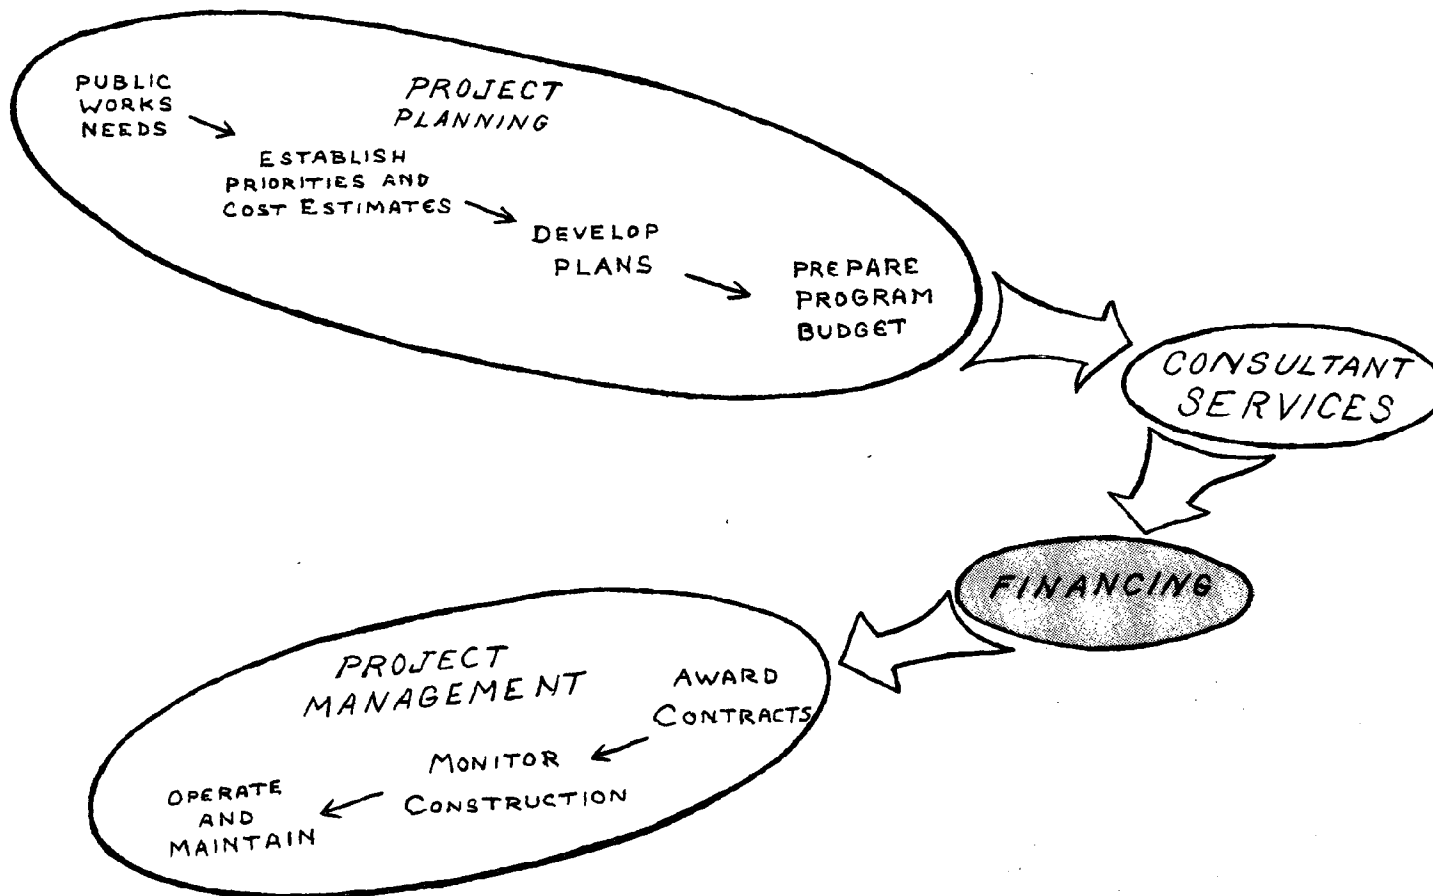 PUBLIC
WORKS
NEEDS
PROJECT
PLANNING
ESTABLISH
PRIORITIES AND
COST ESTIMATES
DEVELOP
PLANS
PREPARE
PROGRAM
BUDGET
CONSULTANT
SERVICES
FINANCING
PROJECT
MANAGEMENT
AWARD
CONTRACTS
MONITOR
CONSTRUCTION
OPERATE
AND
MAINTAIN